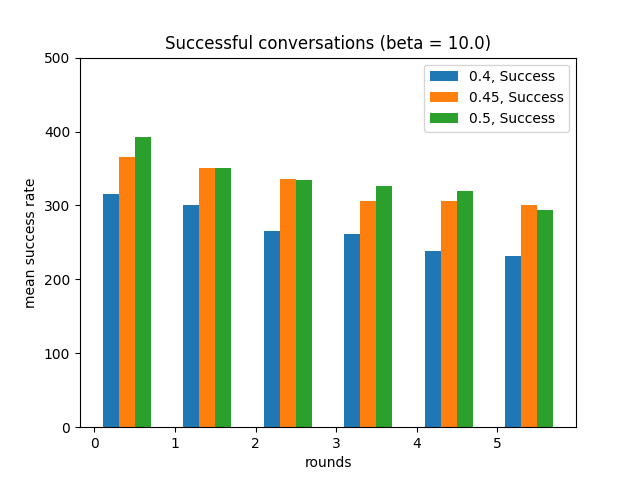 Successful conversations (beta = 10.0)
0.4, Success
0.45, Success
0.5, Success
mean success rate
500
400
300
200
100
0
0 1 2 3 4 5
rounds